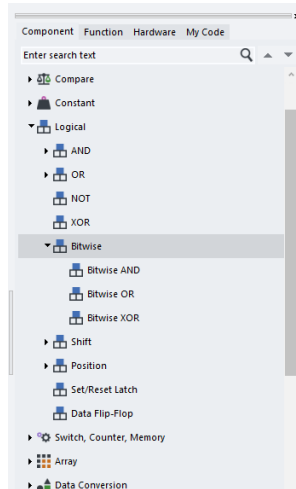 Component Function Hardware My Code
Enter search text
Compare
Constant
Logical
AND
OR
NOT
XOR
Bitwise
Bitwise AND
Bitwise OR
Bitwise XOR
Shift
Position
Set/Reset Latch
Data Flip-Flop
Switch, Counter, Memory
Array
Data Conversion